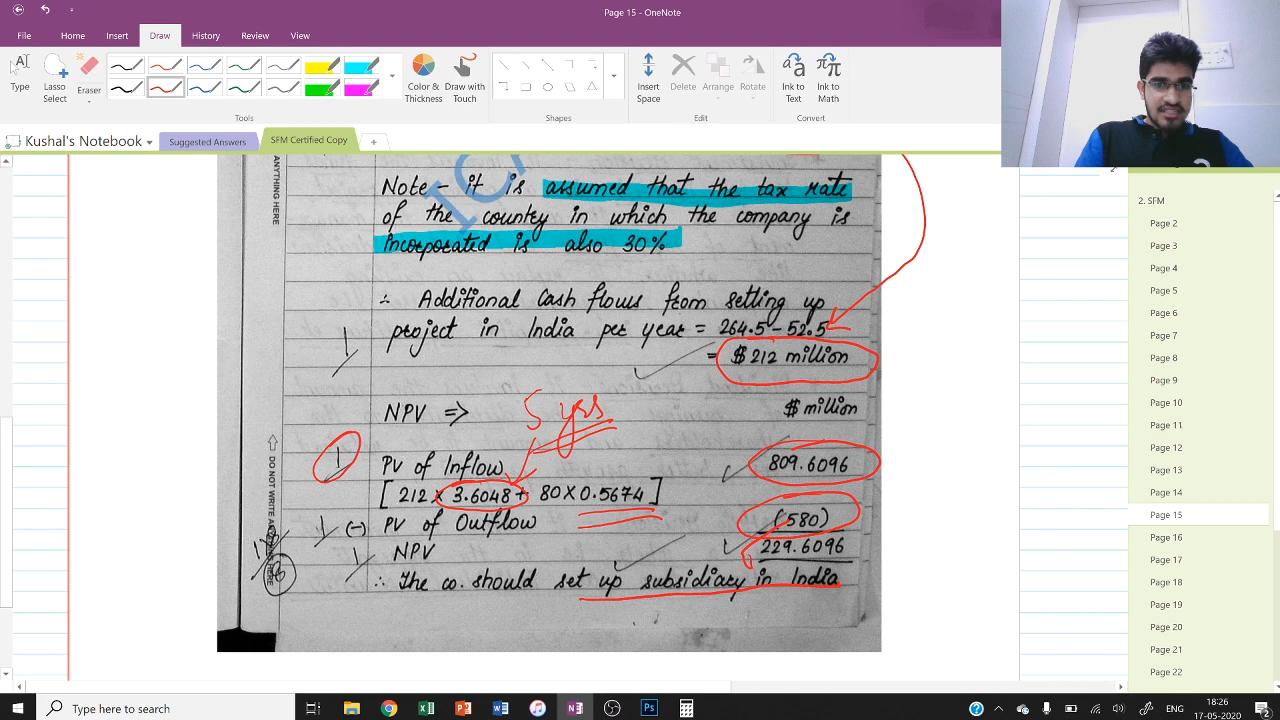 Page 15 - OneNote
File Home Insert Draw History Review View
Type
Lasso Select
Eraser
Color & Thickness
Draw with Touch
Insert Space
Delete
Arrange
Rotate
Ink to Text
Ink to Math
Tools
Shapes
Edit
Convert
Kushal's Notebook
Suggested Answers
SFM Certified Copy
ANYTHING HERE
Note - it is assumed that the tax rate
of the country in which the company is
incorporated is also 30%
∴ Additional Cash flows from setting up
project in India per year = 264.5 - 52.5
1
= $212 million
NPV ⇒ $ million
5 yrs
1
PV of Inflow 809.6096
[212 × 3.6048 + 80 × 0.5674]
1 (-) PV of Outflow (580)
1 NPV 229.6096
∴ The co. should set up subsidiary in India
DO NOT WRITE ANYTHING HERE
2. SFM
Page 2
Page 3
Page 4
Page 5
Page 6
Page 7
Page 8
Page 9
Page 10
Page 11
Page 12
Page 13
Page 14
Page 15
Page 16
Page 17
Page 18
Page 19
Page 20
Page 21
Page 22
Type here to search
18:26
17-05-2020